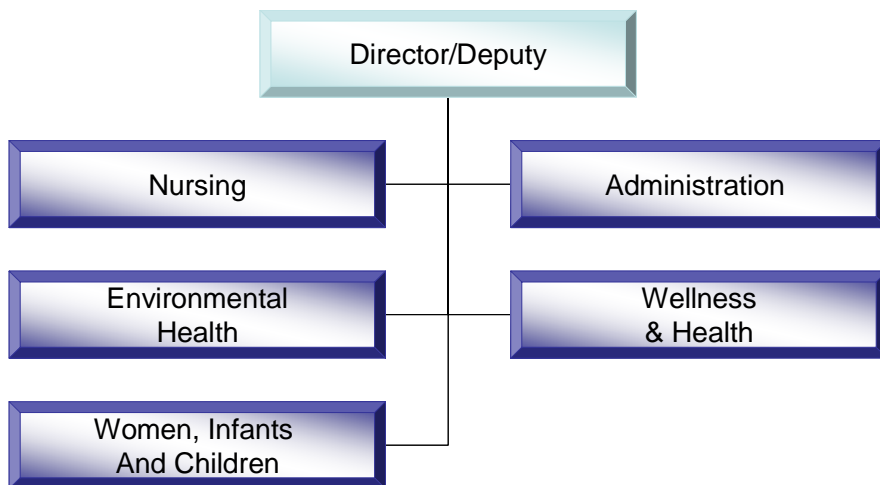 Director/Deputy
Nursing
Administration
Environmental
Health
Wellness
& Health
Women, Infants
And Children